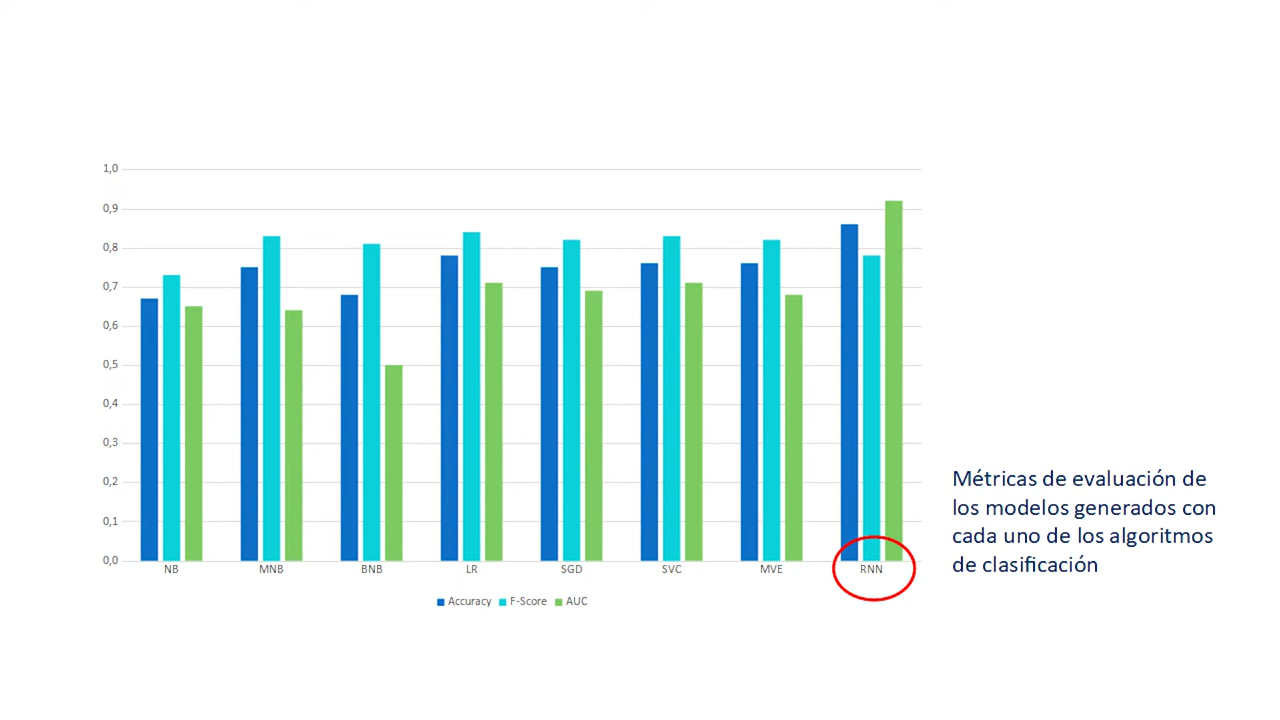 1,0
0,9
0,8
0,7
0,6
0,5
0,4
0,3
0,2
0,1
0,0
NB MNB BNB LR SGD SVC MVE RNN
Accuracy F-Score AUC
Métricas de evaluación de
los modelos generados con
cada uno de los algoritmos
de clasificación